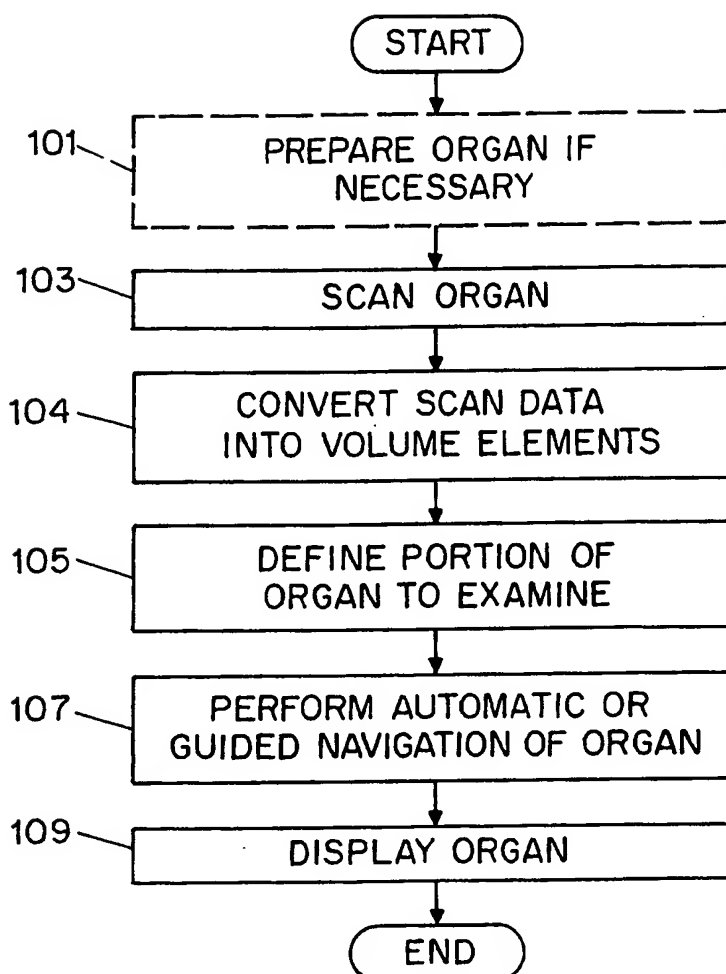 START
101
PREPARE ORGAN IF
NECESSARY
103
SCAN ORGAN
104
CONVERT SCAN DATA
INTO VOLUME ELEMENTS
105
DEFINE PORTION OF
ORGAN TO EXAMINE
107
PERFORM AUTOMATIC OR
GUIDED NAVIGATION OF ORGAN
109
DISPLAY ORGAN
END